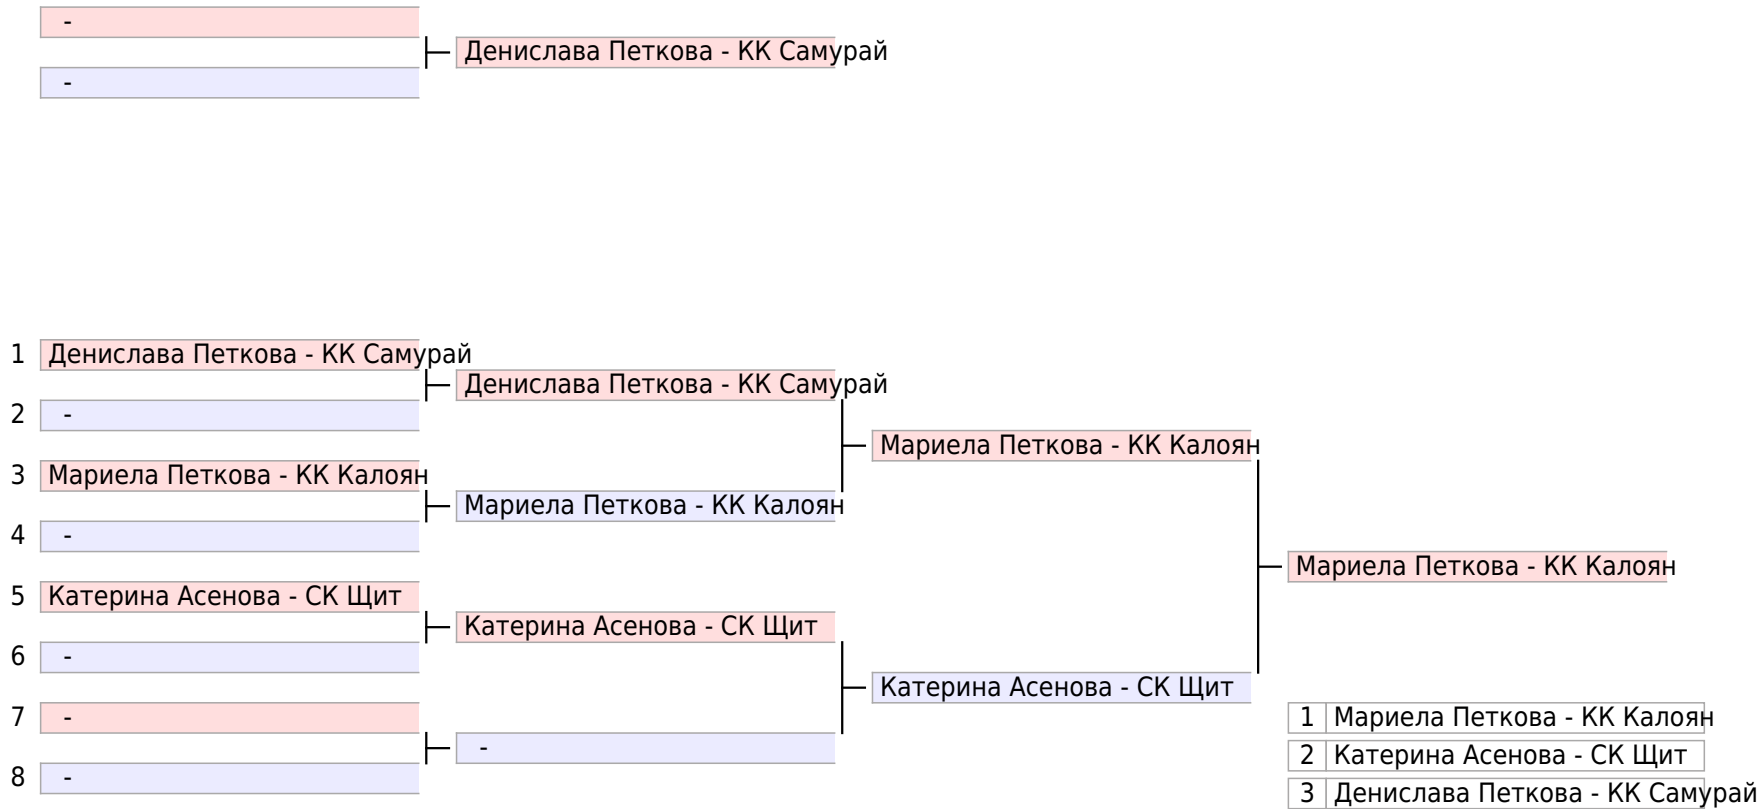 -
Денислава Петкова - КК Самурай
-
1 Денислава Петкова - КК Самурай
Денислава Петкова - КК Самурай
2 -
Мариела Петкова - КК Калоян
3 Мариела Петкова - КК Калоян
Мариела Петкова - КК Калоян
4 -
Мариела Петкова - КК Калоян
5 Катерина Асенова - СК Щит
Катерина Асенова - СК Щит
6 -
Катерина Асенова - СК Щит
7 -
1 Мариела Петкова - КК Калоян
-
2 Катерина Асенова - СК Щит
8 -
3 Денислава Петкова - КК Самурай